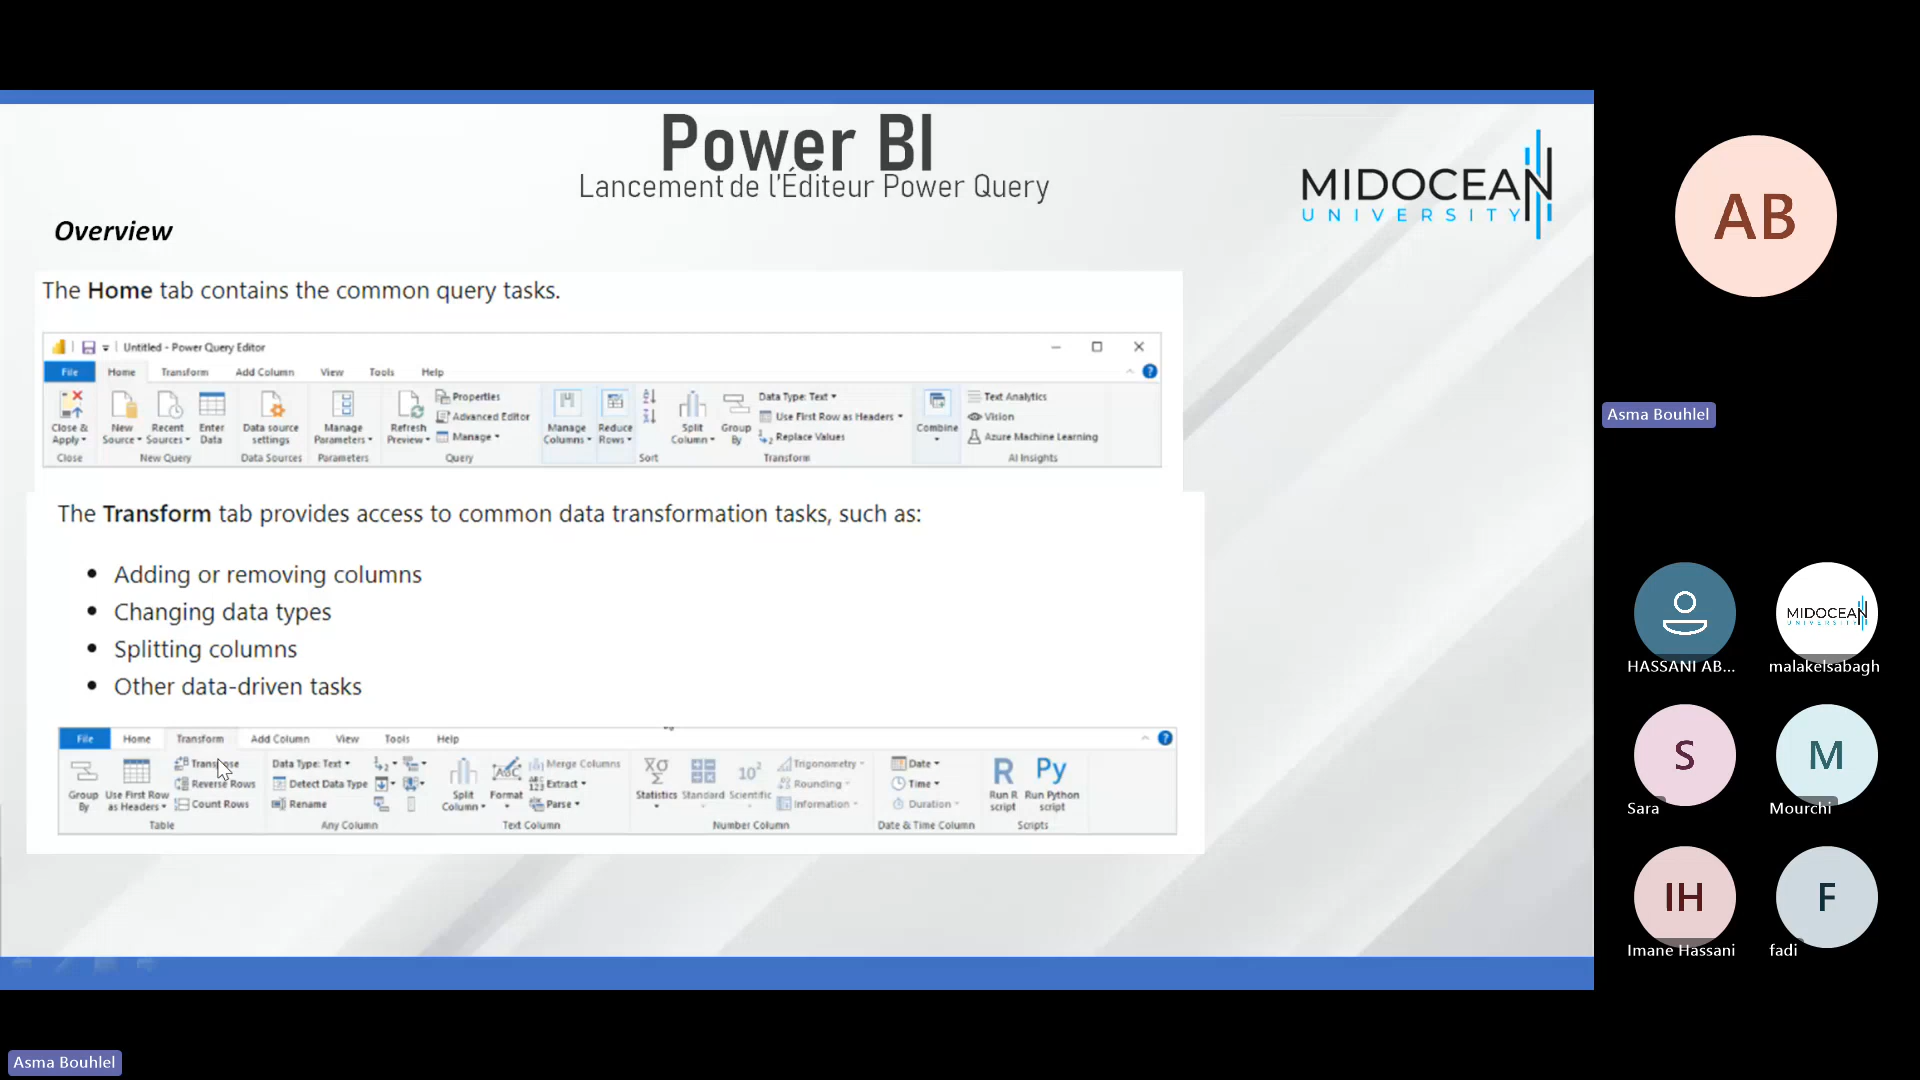 Power BI
Lancement de l'Éditeur Power Query
MIDOCEAN
UNIVERSITY
Overview
The Home tab contains the common query tasks.
Untitled - Power Query Editor
File Home Transform Add Column View Tools Help
Close & Apply New Source Recent Sources Enter Data Data source settings Manage Parameters Refresh Preview Properties Advanced Editor Manage Manage Columns Reduce Rows Split Column Group By Data Type: Text Use First Row as Headers Replace Values Combine Text Analytics Vision Azure Machine Learning
Close New Query Data Sources Parameters Query Sort Transform AI Insights
The Transform tab provides access to common data transformation tasks, such as:
• Adding or removing columns
• Changing data types
• Splitting columns
• Other data-driven tasks
File Home Transform Add Column View Tools Help
Group By Use First Row as Headers Transpose Reverse Rows Count Rows Data Type: Text Detect Data Type Rename Split Column Format Merge Columns Extract Parse Statistics Standard Scientific Trigonometry Rounding Information Date Time Duration Run R script Run Python script
Table Any Column Text Column Number Column Date & Time Column Scripts
AB
Asma Bouhlel
HASSANI AB...
MIDOCEAN
UNIVERSITY
malakelsabagh
S
Sara
M
Mourchi
IH
Imane Hassani
F
fadi
Asma Bouhlel